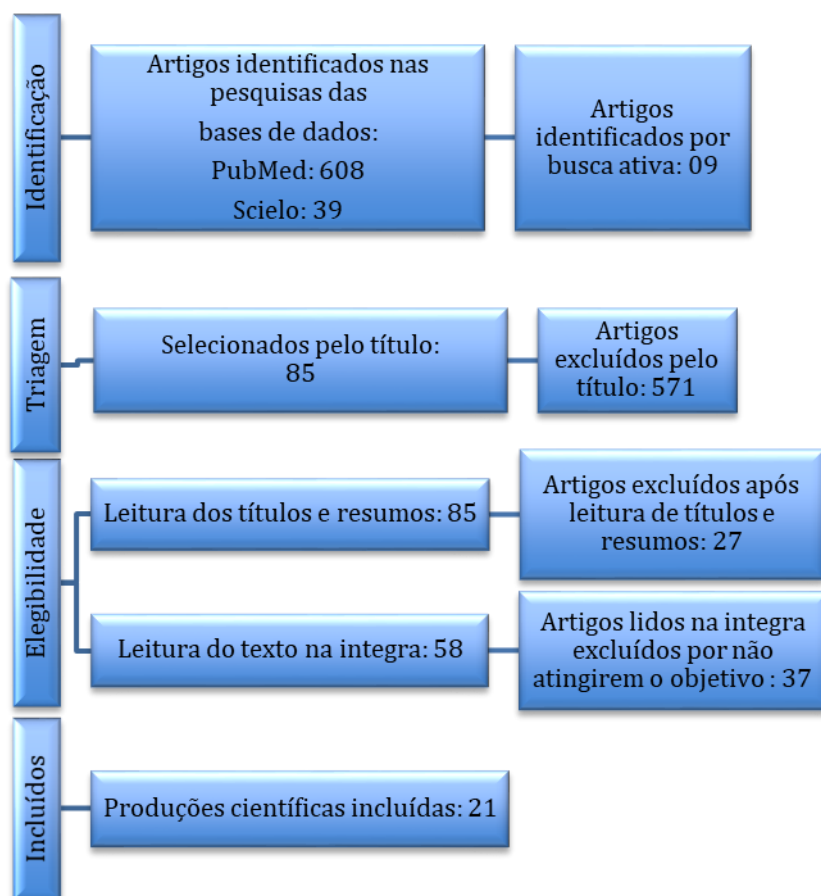 Identificação
Artigos identificados nas
pesquisas das
bases de dados:
PubMed: 608
Scielo: 39
Artigos
identificados por
busca ativa: 09
Triagem
Selecionados pelo título:
85
Artigos
excluídos pelo
título: 571
Elegibilidade
Leitura dos títulos e resumos: 85
Artigos excluídos após
leitura de títulos e
resumos: 27
Leitura do texto na integra: 58
Artigos lidos na integra
excluídos por não
atingirem o objetivo : 37
Incluídos
Produções científicas incluídas: 21